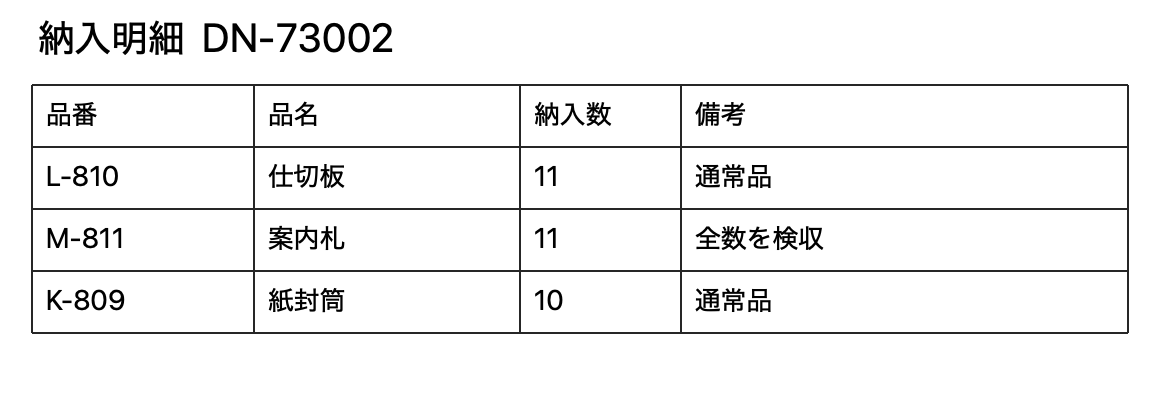 納入明細 DN-73002
品番 品名 納入数 備考
L-810 仕切板 11 通常品
M-811 案内札 11 全数を検収
K-809 紙封筒 10 通常品